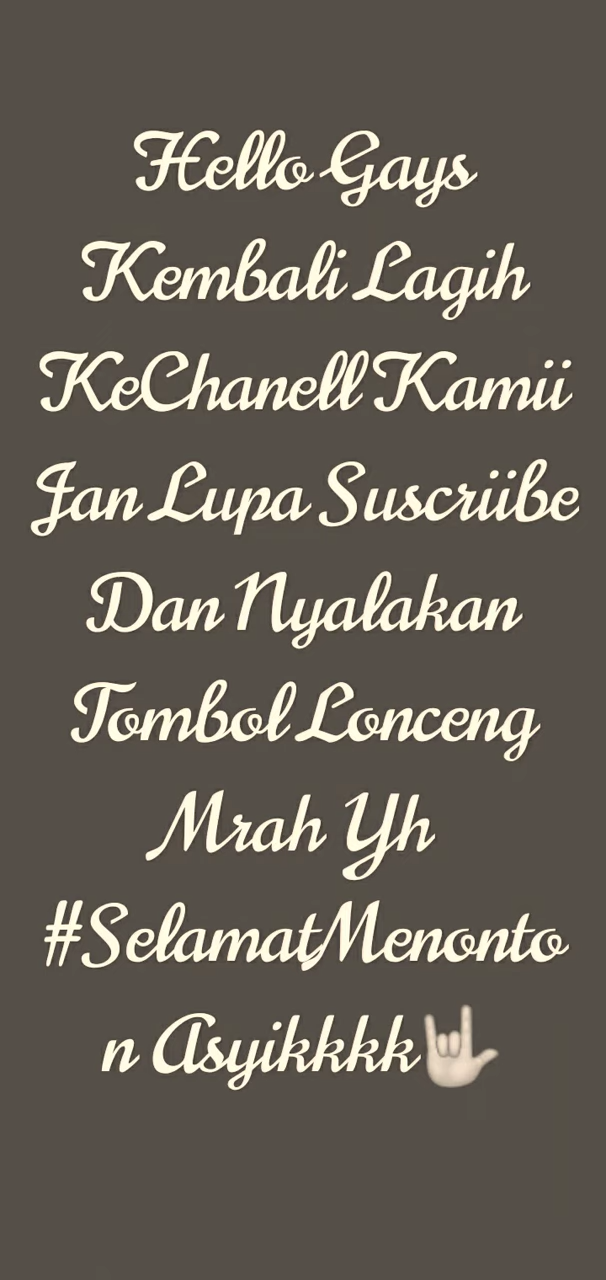 Hello Gays
Kembali Lagih
KeChanell Kamii
Jan Lupa Suscriibe
Dan Nyalakan
Tombol Lonceng
Mrah Yh
#SelamatMenonto
n Asyikkkk🤟